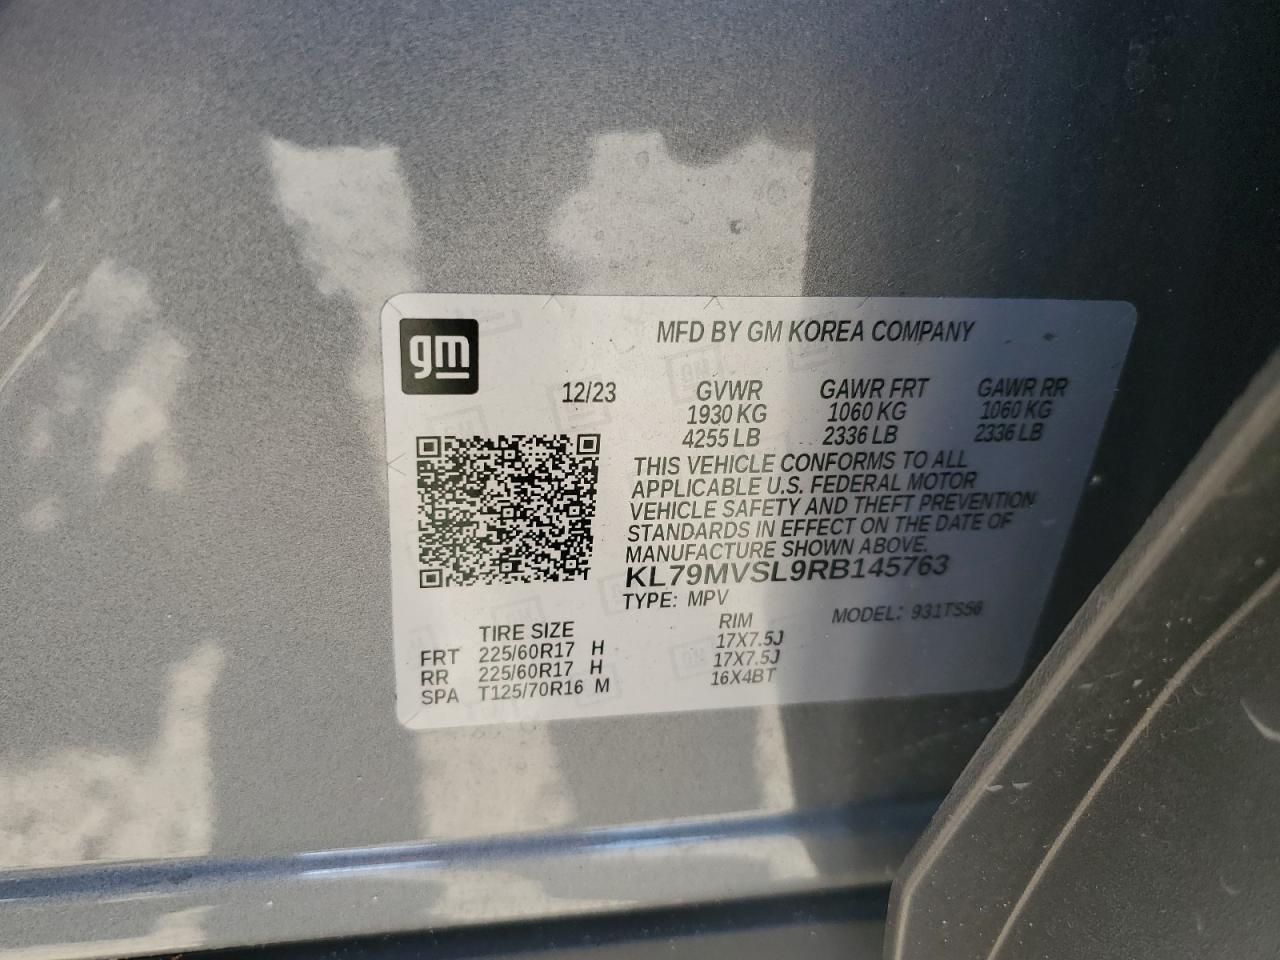 gm
MFD BY GM KOREA COMPANY
12/23 GVWR GAWR FRT GAWR RR
1930 KG 1060 KG 1060 KG
4255 LB 2336 LB 2336 LB
THIS VEHICLE CONFORMS TO ALL
APPLICABLE U.S. FEDERAL MOTOR
VEHICLE SAFETY AND THEFT PREVENTION
STANDARDS IN EFFECT ON THE DATE OF
MANUFACTURE SHOWN ABOVE.
KL79MVSL9RB145763
TYPE: MPV MODEL: 931TS56
TIRE SIZE RIM
FRT 225/60R17 H 17X7.5J
RR 225/60R17 H 17X7.5J
SPA T125/70R16 M 16X4BT